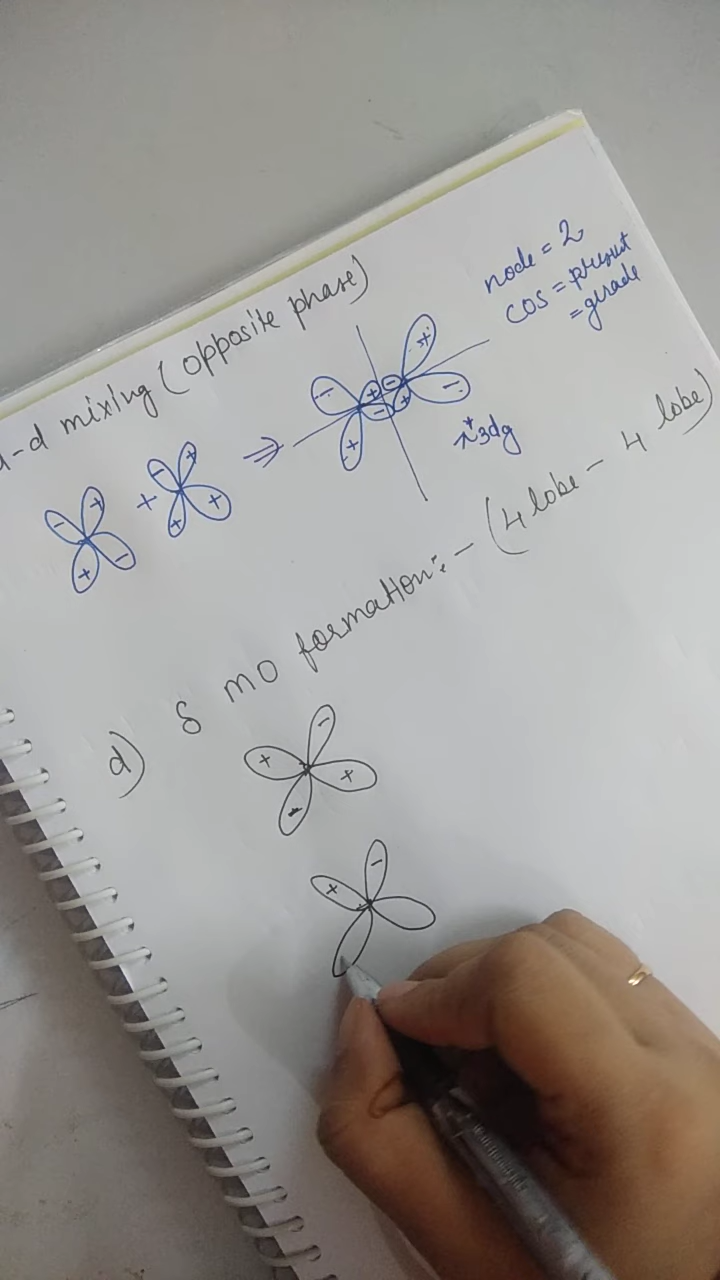 d-d mixing (opposite phase)
node = 2
cos = present
= gerade
- + + -
+
- + + +
⇒
- + + - - + + -
π*3dg
d) δ MO formation:- (4 lobe - 4 lobe)
+ - + -
+ -